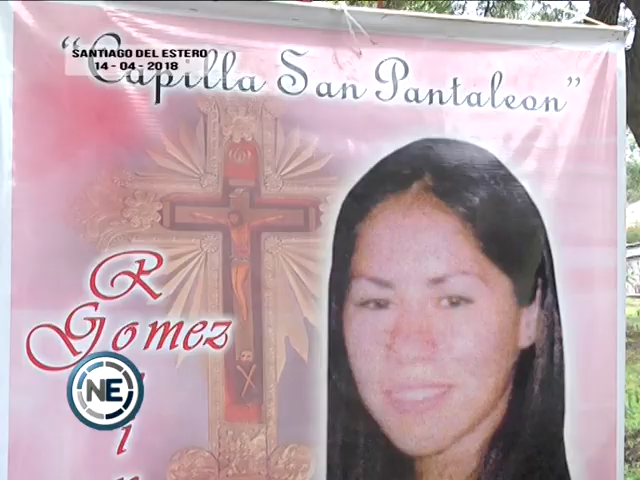 SANTIAGO DEL ESTERO
14 - 04 - 2018
“Capilla San Pantaleon”
R
Gomez
NE
i